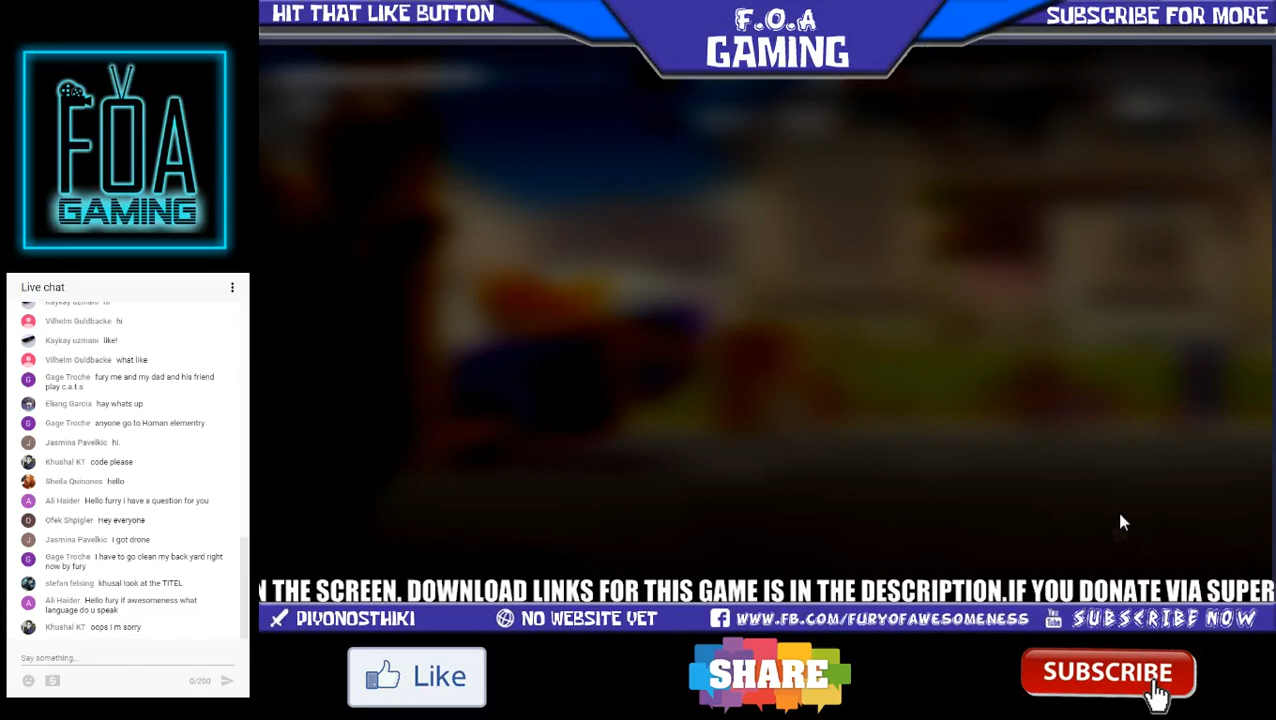 HIT THAT LIKE BUTTON
F.O.A
GAMING
SUBSCRIBE FOR MORE
FOA
GAMING
Live chat
Kaykay uzmani hi
Vilhelm Guldbacke hi
Kaykay uzmani like!
Vilhelm Guldbacke what like
Gage Troche fury me and my dad and his friend
play c.a.t.s
Eliang Garcia hay whats up
Gage Troche anyone go to Homan elementry
Jasmina Pavelkic hi.
Khushal KT code please
Sheila Quinones hello
Ali Haider Hello furry I have a question for you
Ofek Shpigler Hey everyone
Jasmina Pavelkic I got drone
Gage Troche I have to go clean my back yard right
now by fury
stefan felsing khusal look at the TITEL
Ali Haider Hello fury if awesomeness what
language do u speak
Khushal KT oops i m sorry
Say something...
0/200
N THE SCREEN. DOWNLOAD LINKS FOR THIS GAME IS IN THE DESCRIPTION.IF YOU DONATE VIA SUPER
PIYONOSTHIKI
NO WEBSITE YET
WWW.FB.COM/FURYOFAWESOMENESS
You Tube
SUBSCRIBE NOW
Like
SHARE
SUBSCRIBE